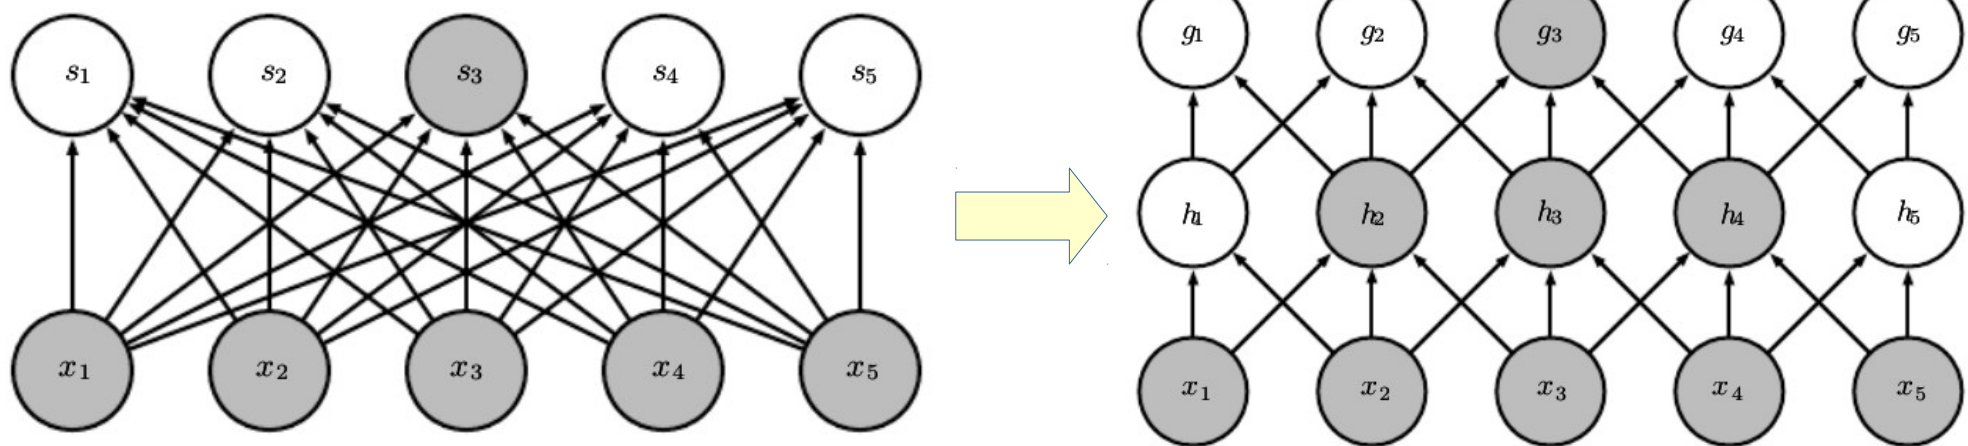 s1 s2 s3 s4 s5
x1 x2 x3 x4 x5
g1 g2 g3 g4 g5
h1 h2 h3 h4 h5
x1 x2 x3 x4 x5